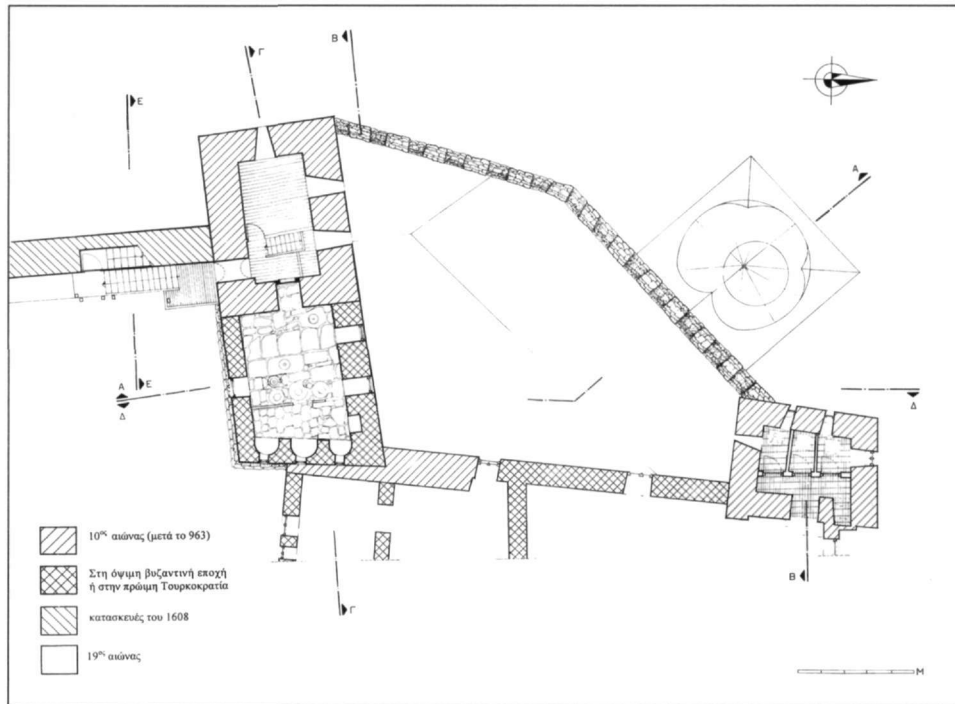 Γ
Β
Ε
Α
Ε
Α
Δ
Δ
10ος αιώνας (μετά το 963)
Στη όψιμη βυζαντινή εποχή
ή στην πρώιμη Τουρκοκρατία
κατασκευές του 1608
19ος αιώνας
Β
Γ
Μ